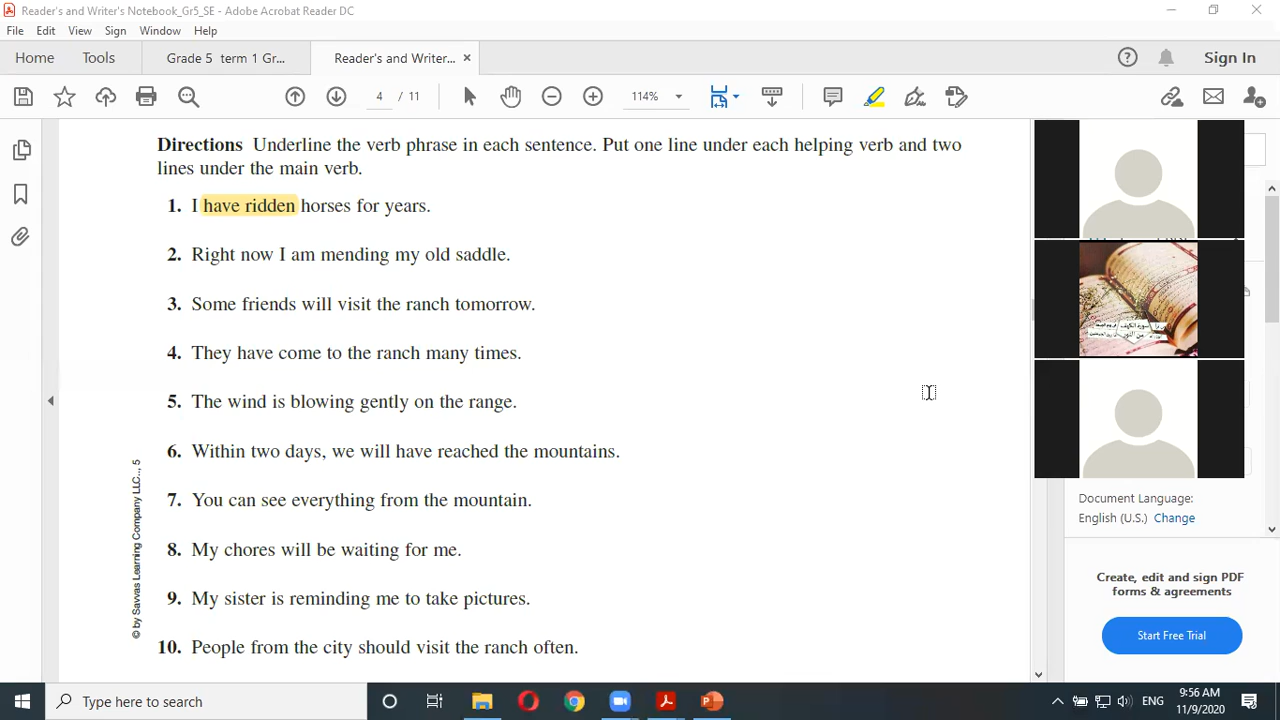 Reader's and Writer's Notebook_Gr5_SE - Adobe Acrobat Reader DC
File Edit View Sign Window Help
Home Tools Grade 5 term 1 Gr... Reader's and Writer... × Sign In
4 / 11 114%
Directions Underline the verb phrase in each sentence. Put one line under each helping verb and two
lines under the main verb.
1. I have ridden horses for years.
2. Right now I am mending my old saddle.
3. Some friends will visit the ranch tomorrow.
4. They have come to the ranch many times.
5. The wind is blowing gently on the range.
6. Within two days, we will have reached the mountains.
7. You can see everything from the mountain.
8. My chores will be waiting for me.
9. My sister is reminding me to take pictures.
10. People from the city should visit the ranch often.
© by Savvas Learning Company LLC.., 5
Document Language:
English (U.S.) Change
Create, edit and sign PDF
forms & agreements
Start Free Trial
Type here to search
ENG
9:56 AM
11/9/2020